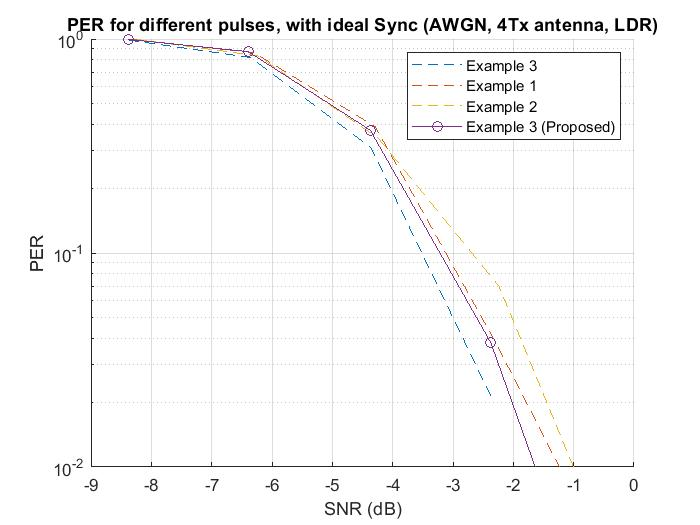 PER for different pulses, with ideal Sync (AWGN, 4Tx antenna, LDR)
10^0
Example 3
Example 1
Example 2
Example 3 (Proposed)
PER
10^-1
10^-2
-9 -8 -7 -6 -5 -4 -3 -2 -1 0
SNR (dB)